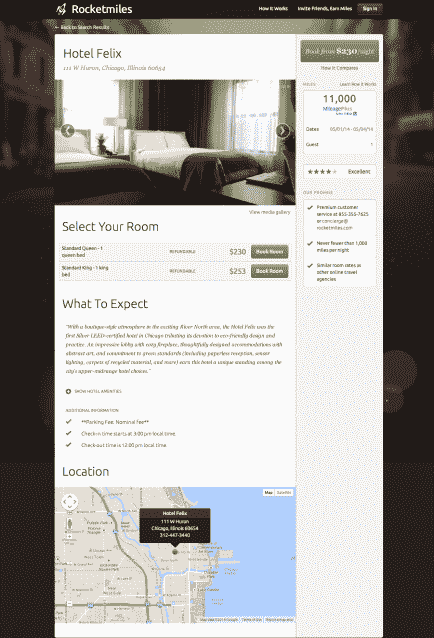 Rocketmiles
How It Works
Invite Friends, Earn Miles
Sign in
← Back to Search Results
Hotel Felix
111 W Huron, Chicago, Illinois 60654
View media gallery
Select Your Room
Standard Queen - 1
queen bed
REFUNDABLE
$230
Book Room
Standard King - 1 king
bed
REFUNDABLE
$253
Book Room
What To Expect
"With a boutique-style atmosphere in the exciting River North area, the Hotel Felix was the
first Silver LEED-certified hotel in Chicago tributing its devotion to eco-friendly design and
practice. An impressive lobby with cozy fireplace, thoughtfully designed accommodations with
abstract art, and commitment to green standards (including paperless reception, sensor
lighting, carpets of recycled material, and more) earn this hotel a unique standing among the
city's upper-midrange hotel choices."
SHOW HOTEL AMENITIES
ADDITIONAL INFORMATION
**Parking Fee: Nominal fee**
Check-in time starts at 3:00 pm local time.
Check-out time is 12:00 pm local time.
Location
Hotel Felix
111 W Huron
Chicago, Illinois 60654
312-447-3440
Map
Satellite
Book from $230/night
How It Compares
MILES
Learn How It Works
11,000
MileagePlus
Dates
Guest
1
Excellent
OUR PROMISE
Premium customer
service at 855-355-7625
or concierge@
rocketmiles.com
Never fewer than 1,000
miles per night
Similar room rates as
other online travel
agencies